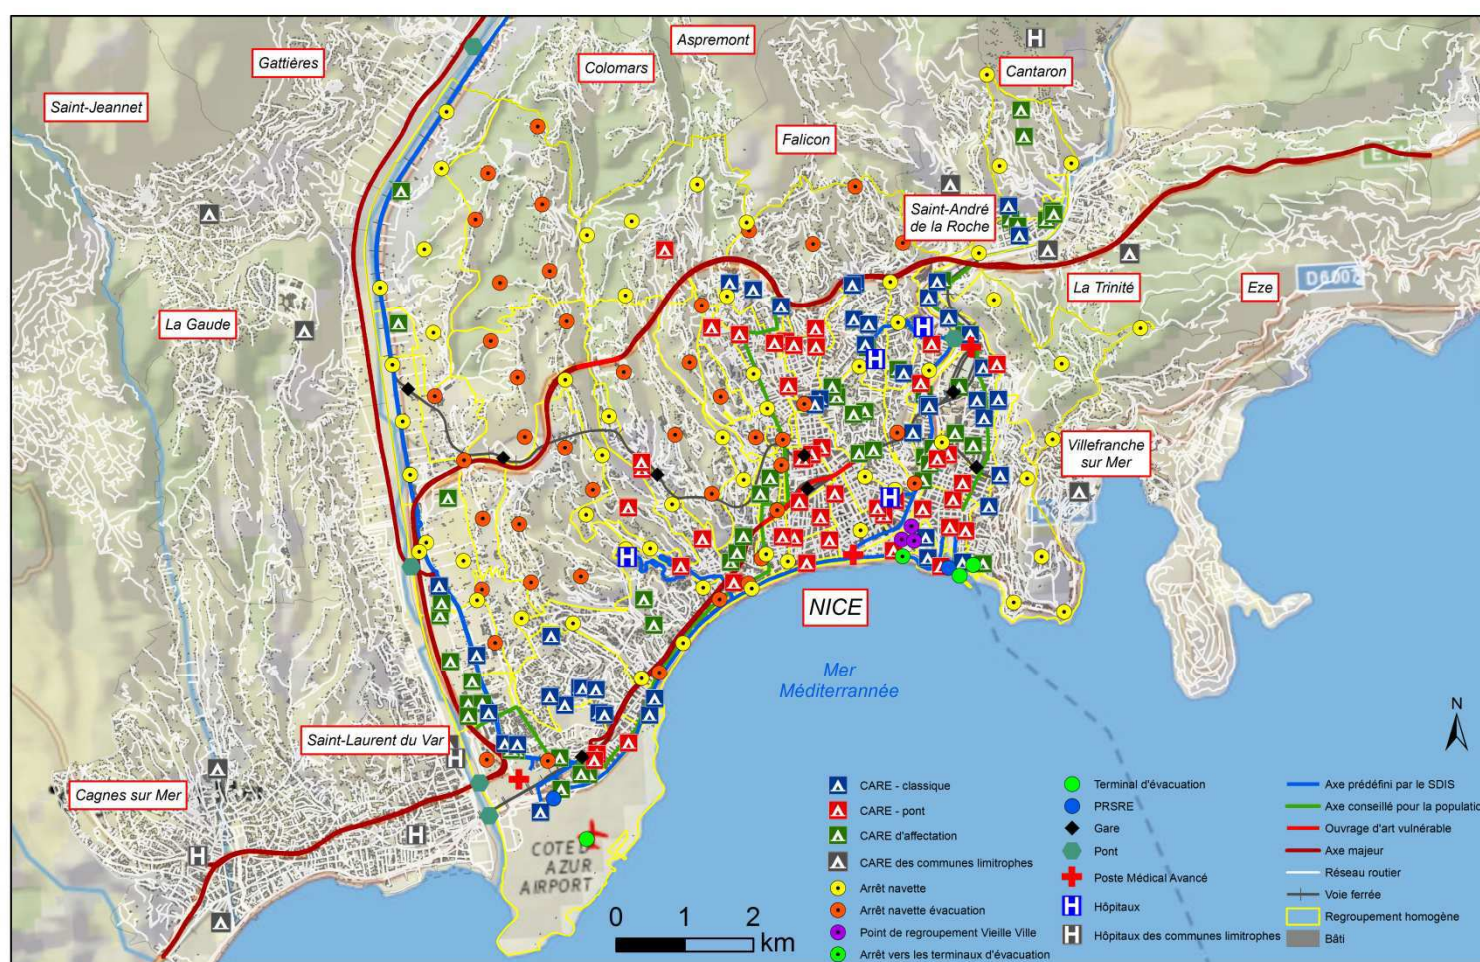 Aspremont
Gattières
Colomars
Cantaron
Saint-Jeannet
Falicon
Saint-André
de la Roche
La Trinité
Eze
D6007
La Gaude
Villefranche
sur Mer
NICE
Mer
Méditerrannée
N
Saint-Laurent du Var
Cagnes sur Mer
COTE D
AZUR
AIRPORT
0 1 2
km
CARE - classique
CARE - pont
CARE d'affectation
CARE des communes limitrophes
Arrêt navette
Arrêt navette évacuation
Point de regroupement Vieille Ville
Arrêt vers les terminaux d'évacuation
Terminal d'évacuation
PRSRE
Gare
Pont
Poste Médical Avancé
Hôpitaux
Hôpitaux des communes limitrophes
Axe prédéfini par le SDIS
Axe conseillé pour la populatio
Ouvrage d'art vulnérable
Axe majeur
Réseau routier
Voie ferrée
Regroupement homogène
Bâti